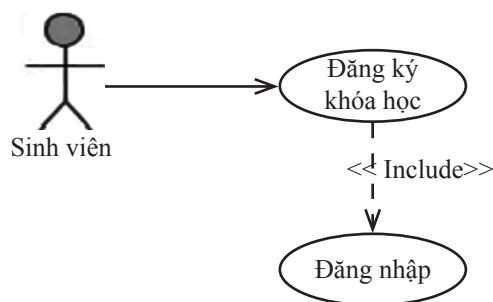 Đăng ký
khóa học
Sinh viên
<< Include>>
Đăng nhập